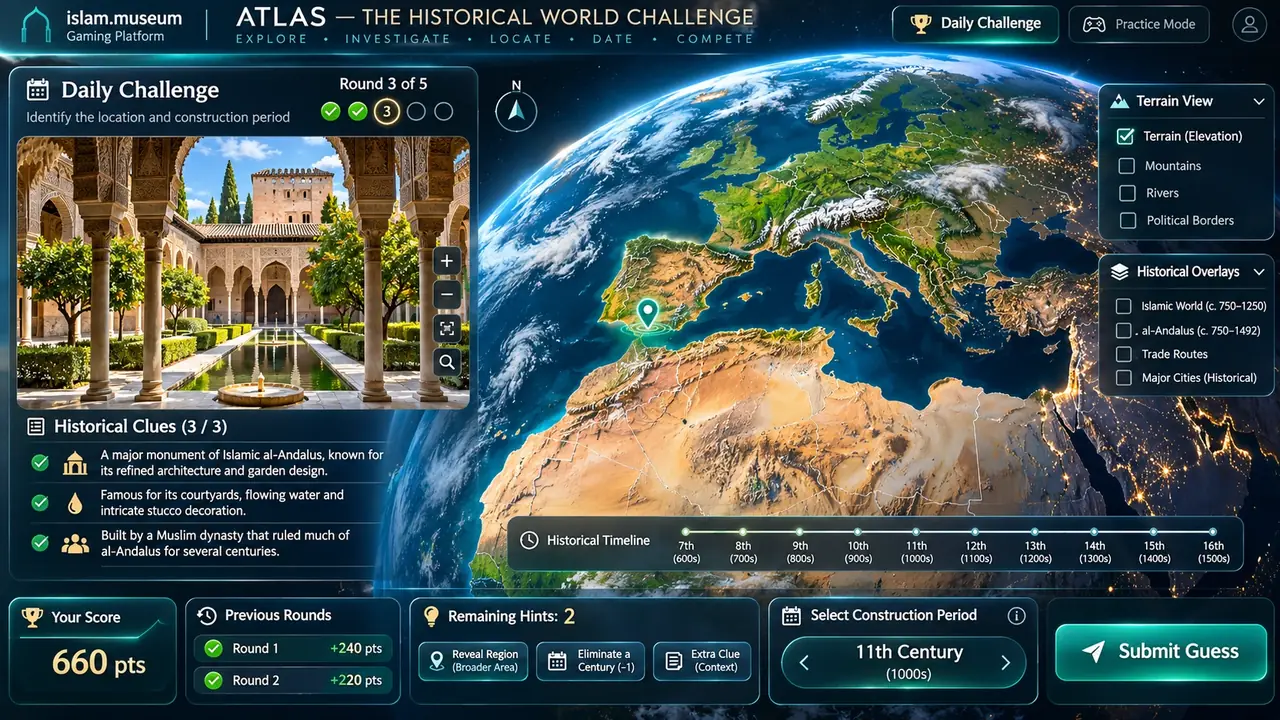 islam.museum
Gaming Platform
ATLAS — THE HISTORICAL WORLD CHALLENGE
EXPLORE • INVESTIGATE • LOCATE • DATE • COMPETE
Daily Challenge
Practice Mode
Daily Challenge
Identify the location and construction period
Round 3 of 5
3
N
Terrain View
Terrain (Elevation)
Mountains
Rivers
Political Borders
Historical Overlays
Islamic World (c. 750–1250)
al-Andalus (c. 750–1492)
Trade Routes
Major Cities (Historical)
Historical Clues (3 / 3)
A major monument of Islamic al-Andalus, known for
its refined architecture and garden design.
Famous for its courtyards, flowing water and
intricate stucco decoration.
Built by a Muslim dynasty that ruled much of
al-Andalus for several centuries.
Historical Timeline
7th (600s)
8th (700s)
9th (800s)
10th (900s)
11th (1000s)
12th (1100s)
13th (1200s)
14th (1300s)
15th (1400s)
16th (1500s)
Your Score
660 pts
Previous Rounds
Round 1 +240 pts
Round 2 +220 pts
Remaining Hints: 2
Reveal Region
(Broader Area)
Eliminate a
Century (–1)
Extra Clue
(Context)
Select Construction Period
11th Century
(1000s)
Submit Guess